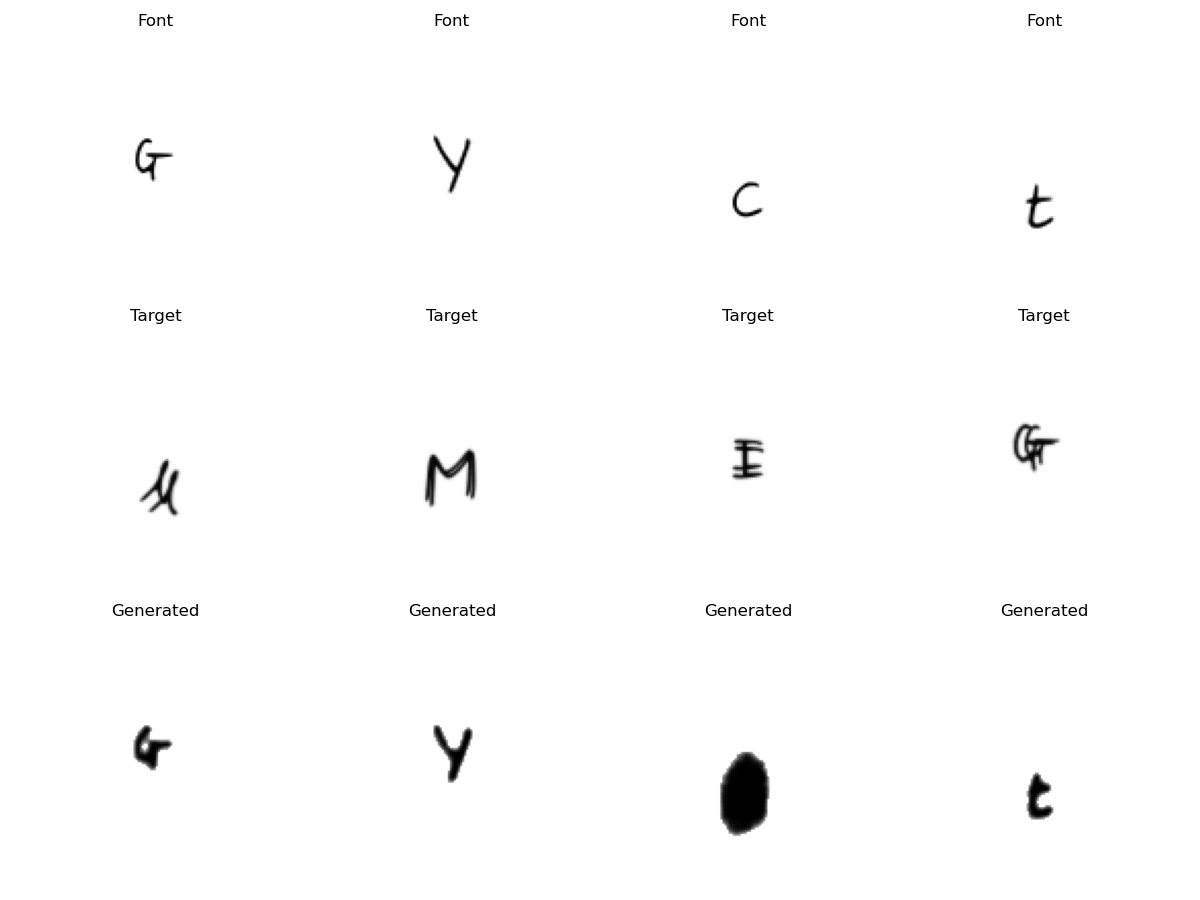 Font Font Font Font
G Y C t
Target Target Target Target
M I G
Generated Generated Generated Generated
G Y t